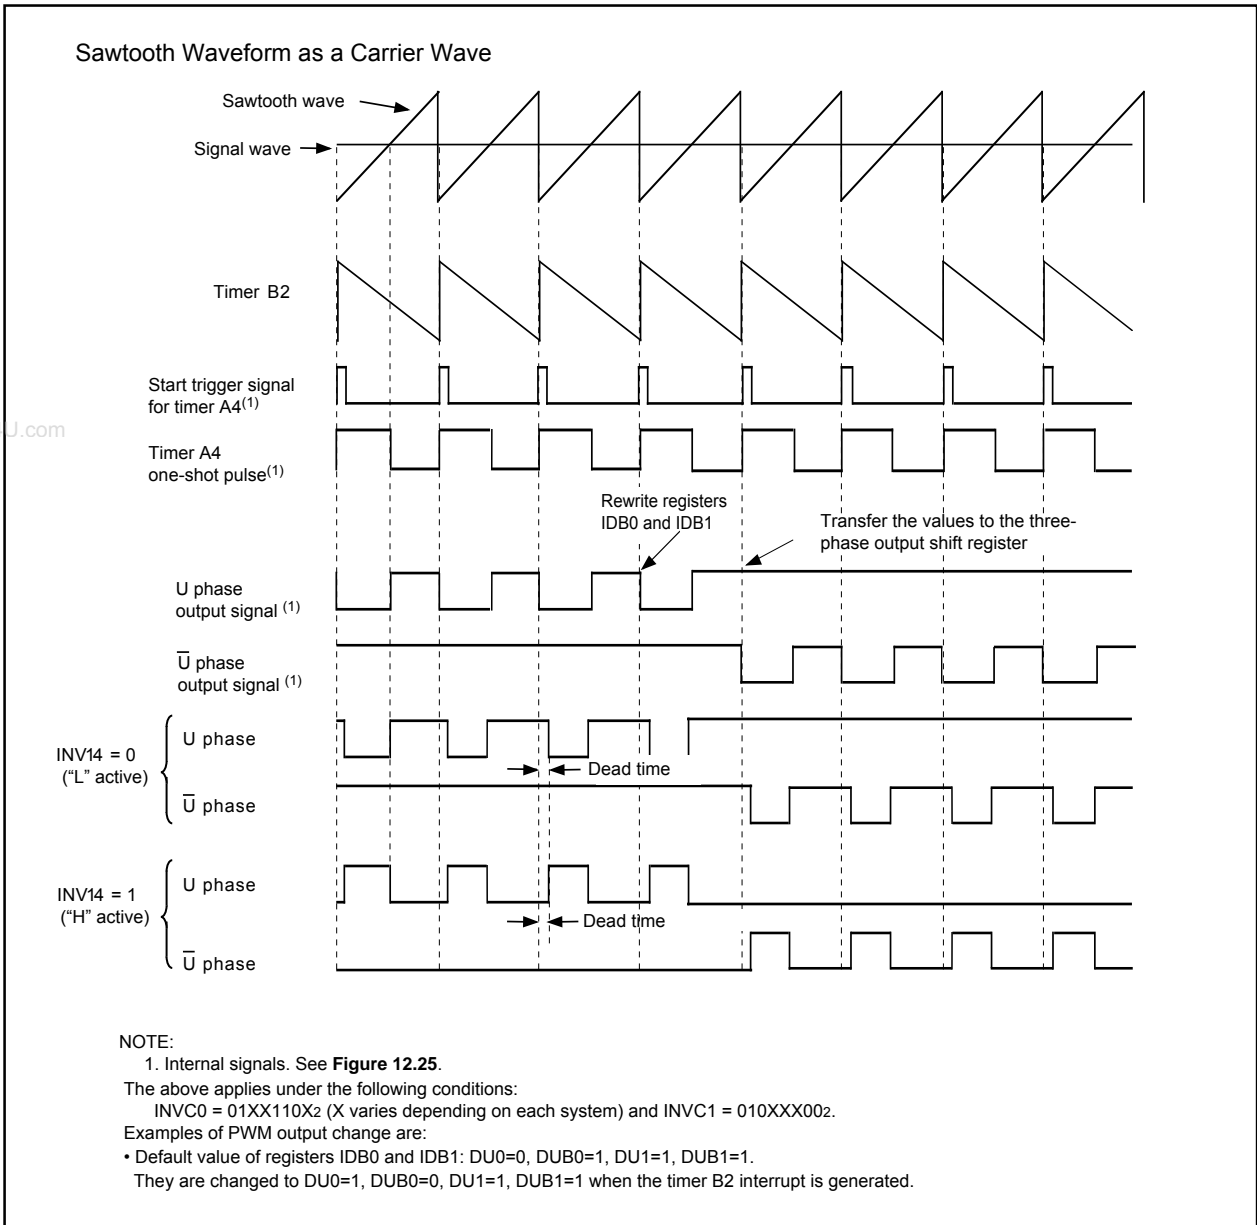 Sawtooth Waveform as a Carrier Wave
Sawtooth wave
Signal wave
Timer B2
Start trigger signal
for timer A4(1)
U.com
Timer A4
one-shot pulse(1)
Rewrite registers
IDB0 and IDB1
Transfer the values to the three-
phase output shift register
U phase
output signal (1)
U̅ phase
output signal (1)
INV14 = 0
("L" active)
U phase
Dead time
U̅ phase
INV14 = 1
("H" active)
U phase
Dead time
U̅ phase
NOTE:
1. Internal signals. See Figure 12.25.
The above applies under the following conditions:
INVC0 = 01XX110X2 (X varies depending on each system) and INVC1 = 010XXX002.
Examples of PWM output change are:
• Default value of registers IDB0 and IDB1: DU0=0, DUB0=1, DU1=1, DUB1=1.
They are changed to DU0=1, DUB0=0, DU1=1, DUB1=1 when the timer B2 interrupt is generated.